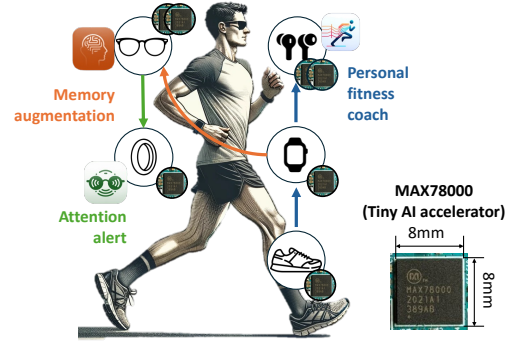 Memory
augmentation
Personal
fitness
coach
Attention
alert
MAX78000
(Tiny AI accelerator)
8mm
8mm
MAX78000
2021A1
389AB